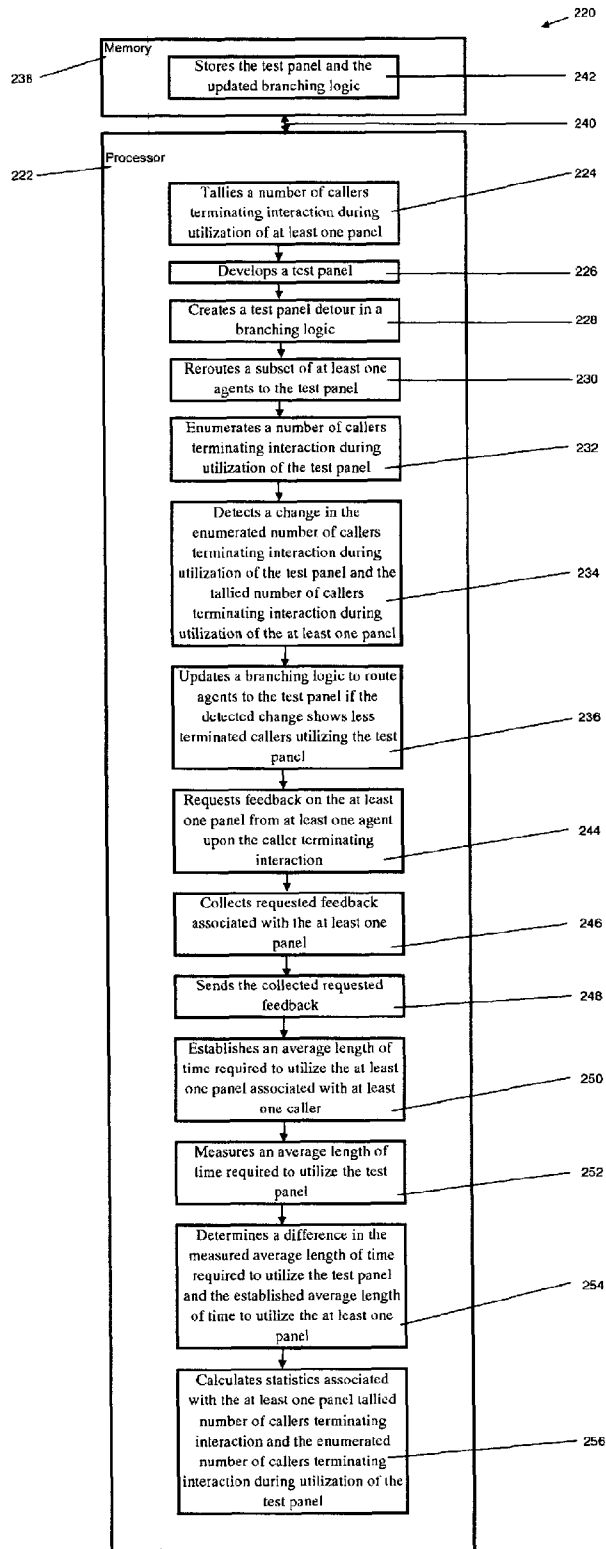 220
Memory
238
Stores the test panel and the
updated branching logic
242
240
Processor
222
Tallies a number of callers
terminating interaction during
utilization of at least one panel
224
Develops a test panel
226
Creates a test panel detour in a
branching logic
228
Reroutes a subset of at least one
agents to the test panel
230
Enumerates a number of callers
terminating interaction during
utilization of the test panel
232
Detects a change in the
enumerated number of callers
terminating interaction during
utilization of the test panel and the
tallied number of callers
terminating interaction during
utilization of the at least one panel
234
Updates a branching logic to route
agents to the test panel if the
detected change shows less
terminated callers utilizing the test
panel
236
Requests feedback on the at least
one panel from at least one agent
upon the caller terminating
interaction
244
Collects requested feedback
associated with the at least one
panel
246
Sends the collected requested
feedback
248
Establishes an average length of
time required to utilize the at least
one panel associated with at least
one caller
250
Measures an average length of
time required to utilize the test
panel
252
Determines a difference in the
measured average length of time
required to utilize the test panel
and the established average length
of time to utilize the at least one
panel
254
Calculates statistics associated
with the at least one panel tallied
number of callers terminating
interaction and the enumerated
number of callers terminating
interaction during utilization of the
test panel
256